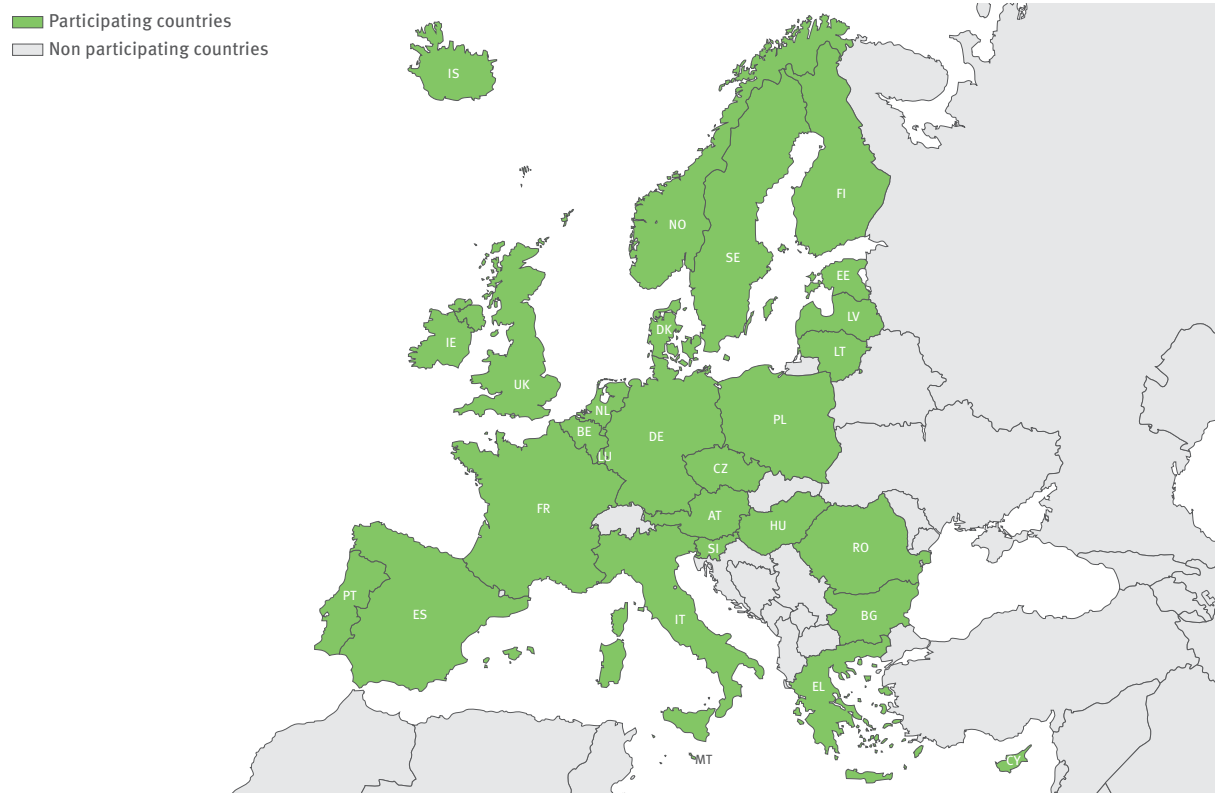 Participating countries
Non participating countries
IS
FI
NO
SE
EE
LV
DK
IE
LT
UK
NL
PL
BE
DE
LU
CZ
FR
AT
HU
SI
RO
PT
ES
BG
IT
EL
MT
CY